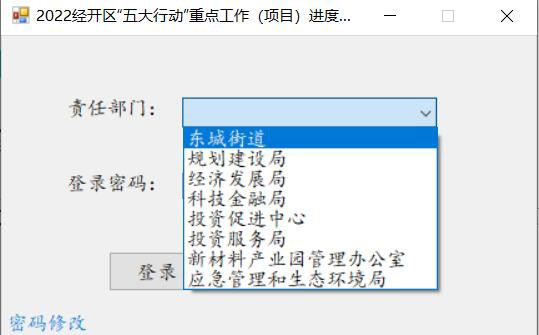 2022经开区“五大行动”重点工作（项目）进度...
责任部门：
东城街道
规划建设局
经济发展局
登录密码：
科技金融局
投资促进中心
投资服务局
新材料产业园管理办公室
登录
应急管理和生态环境局
密码修改